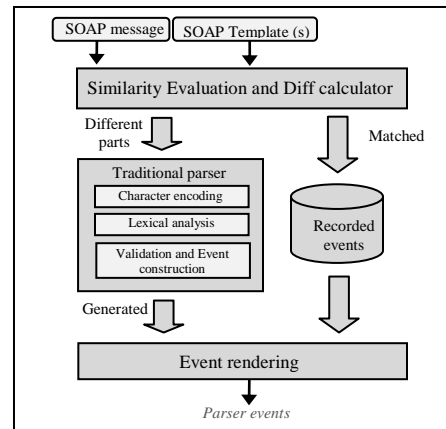 SOAP message
SOAP Template (s)
Similarity Evaluation and Diff calculator
Different
parts
Matched
Traditional parser
Character encoding
Lexical analysis
Validation and Event
construction
Recorded
events
Generated
Event rendering
Parser events